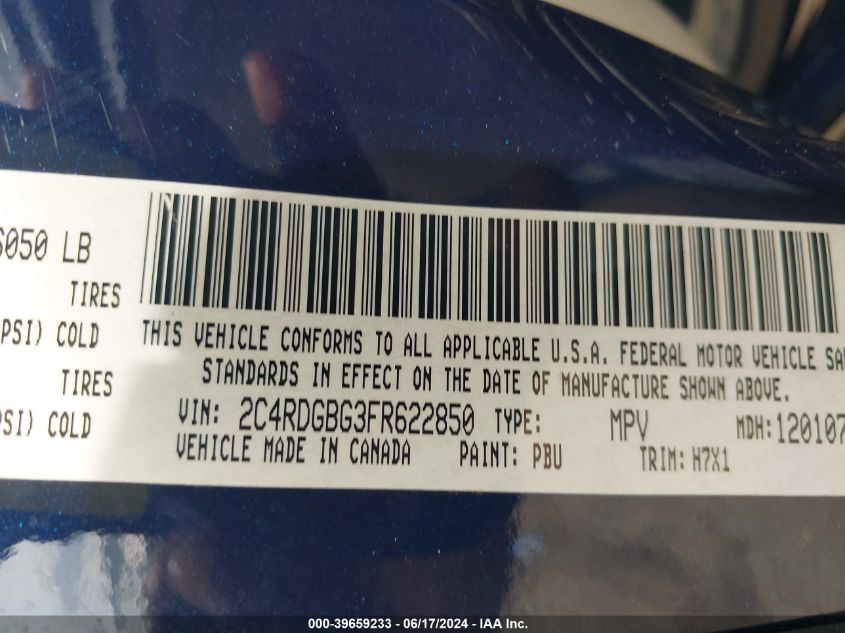 6050 LB
TIRES
PSI) COLD
THIS VEHICLE CONFORMS TO ALL APPLICABLE U.S.A. FEDERAL MOTOR VEHICLE SA
TIRES
STANDARDS IN EFFECT ON THE DATE OF MANUFACTURE SHOWN ABOVE.
SI) COLD
VIN: 2C4RDGBG3FR622850 TYPE: MPV MDH: 120107
VEHICLE MADE IN CANADA PAINT: PBU TRIM: H7X1
000-39659233 - 06/17/2024 - IAA Inc.